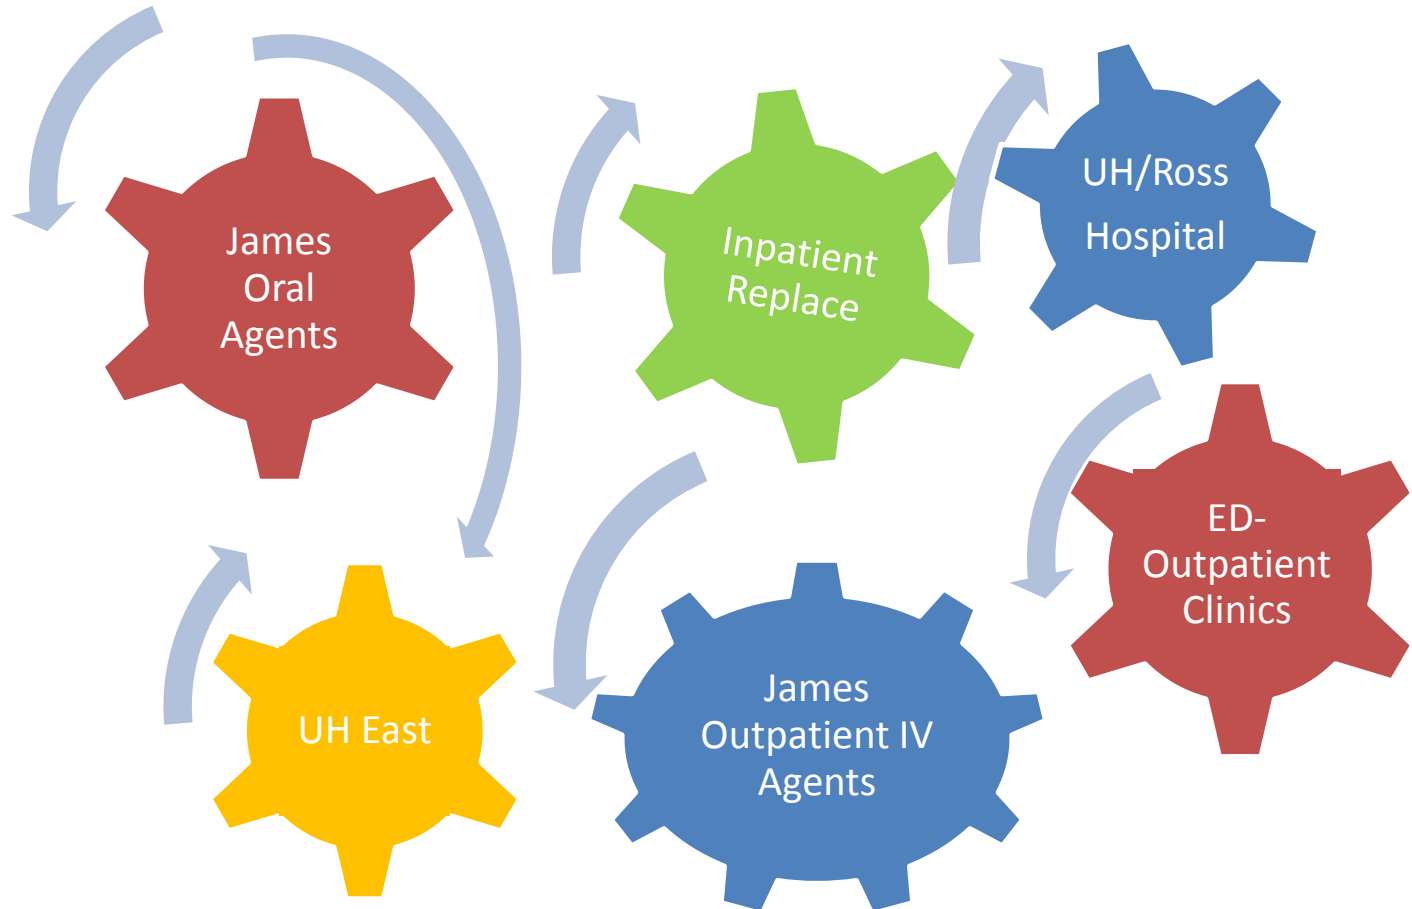 James
Oral
Agents
Inpatient
Replace
UH/Ross
Hospital
ED-
Outpatient
Clinics
UH East
James
Outpatient IV
Agents